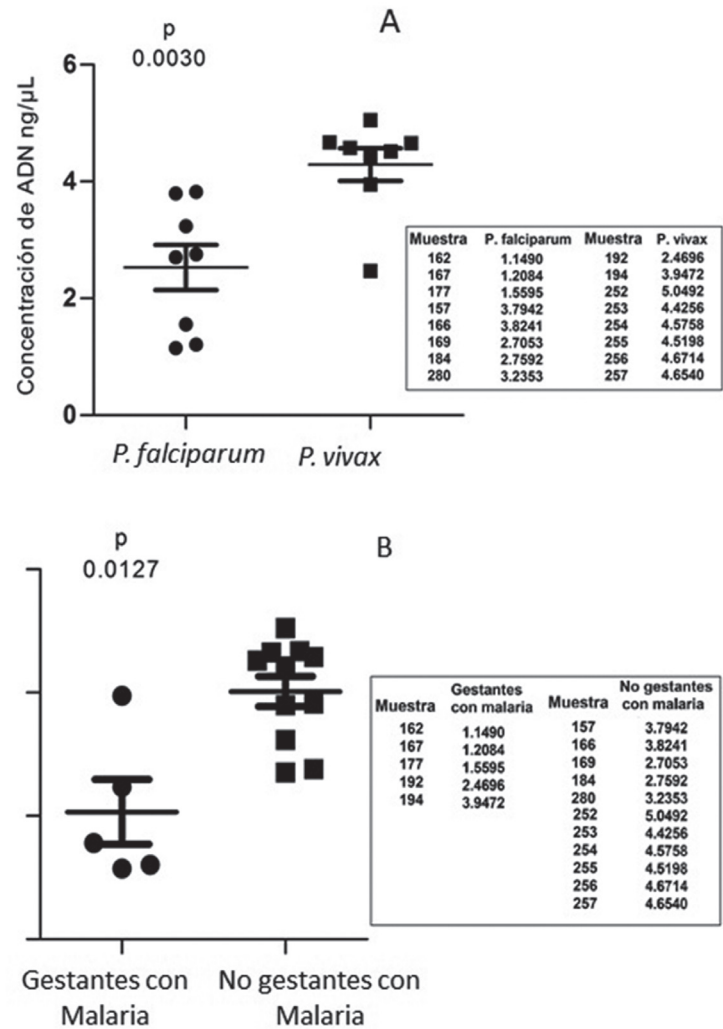 A
p
0.0030
Concentración de ADN ng/µL
6
4
2
0
P. falciparum P. vivax
Muestra P. falciparum Muestra P. vivax
162 1.1490 192 2.4696
167 1.2084 194 3.9472
177 1.5595 252 5.0492
157 3.7942 253 4.4256
166 3.8241 254 4.5758
169 2.7053 255 4.5198
184 2.7592 256 4.6714
280 3.2353 257 4.6540
B
p
0.0127
Gestantes con
Malaria
No gestantes con
Malaria
Muestra Gestantes
con malaria
162 1.1490
167 1.2084
177 1.5595
192 2.4696
194 3.9472
Muestra No gestantes
con malaria
157 3.7942
166 3.8241
169 2.7053
184 2.7592
280 3.2353
252 5.0492
253 4.4256
254 4.5758
255 4.5198
256 4.6714
257 4.6540